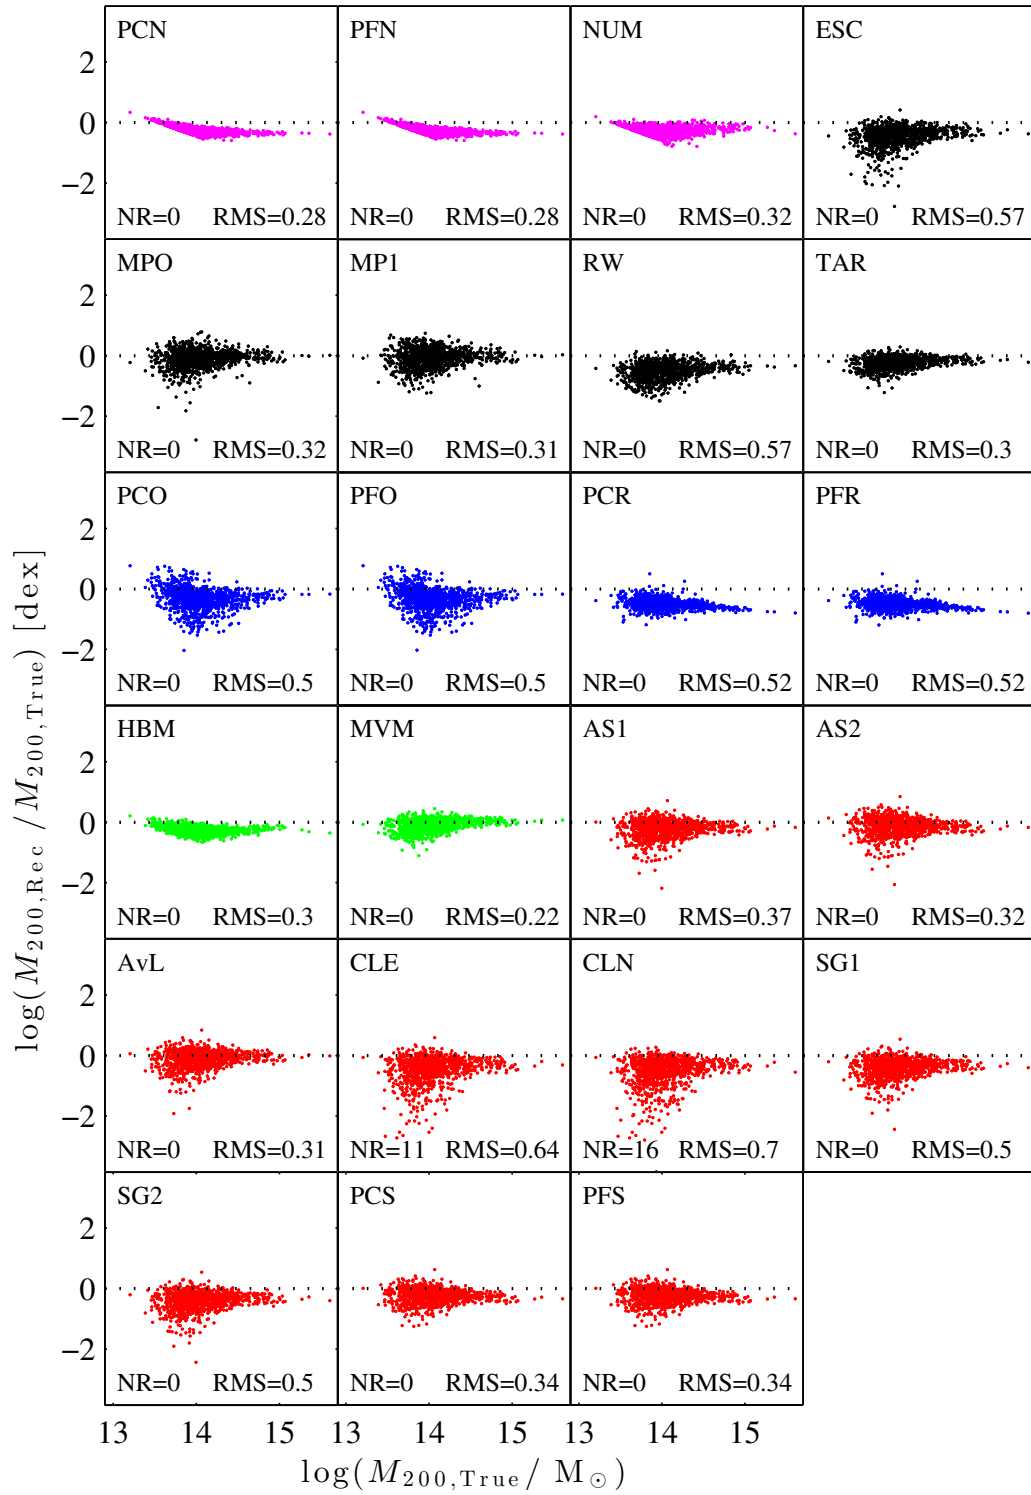 PCN PFN NUM ESC
2
0
−2
NR=0 RMS=0.28 NR=0 RMS=0.28 NR=0 RMS=0.32 NR=0 RMS=0.57
MPO MP1 RW TAR
2
0
−2
NR=0 RMS=0.32 NR=0 RMS=0.31 NR=0 RMS=0.57 NR=0 RMS=0.3
PCO PFO PCR PFR
2
0
−2
NR=0 RMS=0.5 NR=0 RMS=0.5 NR=0 RMS=0.52 NR=0 RMS=0.52
HBM MVM AS1 AS2
2
0
−2
NR=0 RMS=0.3 NR=0 RMS=0.22 NR=0 RMS=0.37 NR=0 RMS=0.32
AvL CLE CLN SG1
2
0
−2
NR=0 RMS=0.31 NR=11 RMS=0.64 NR=16 RMS=0.7 NR=0 RMS=0.5
SG2 PCS PFS
2
0
−2
NR=0 RMS=0.5 NR=0 RMS=0.34 NR=0 RMS=0.34
13 14 15 13 14 15 13 14 15
log(M200,True/ M⊙)
log(M200,Rec /M200,True) [dex]